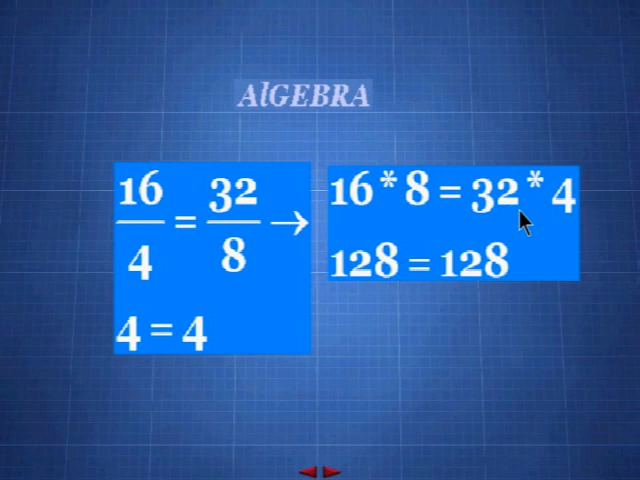 AlGEBRA
16/4 = 32/8 →
4 = 4
16 * 8 = 32 * 4
128 = 128